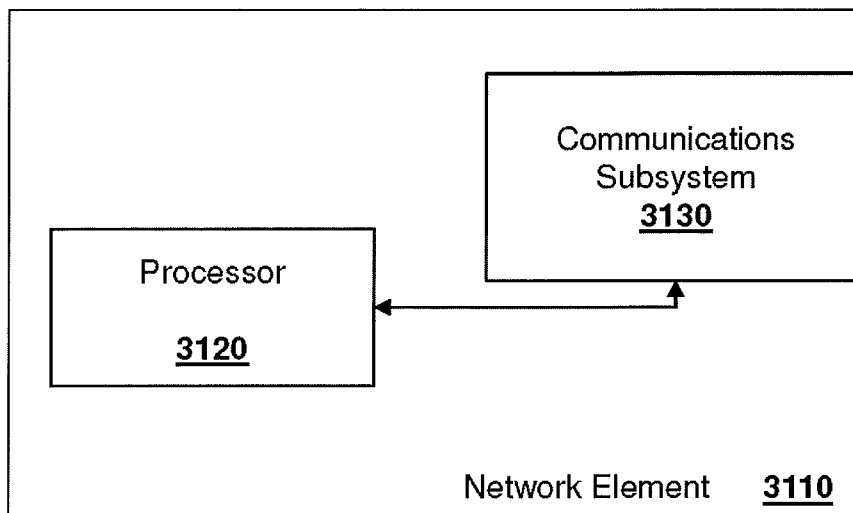 Communications
Subsystem
3130
Processor
3120
Network Element 3110